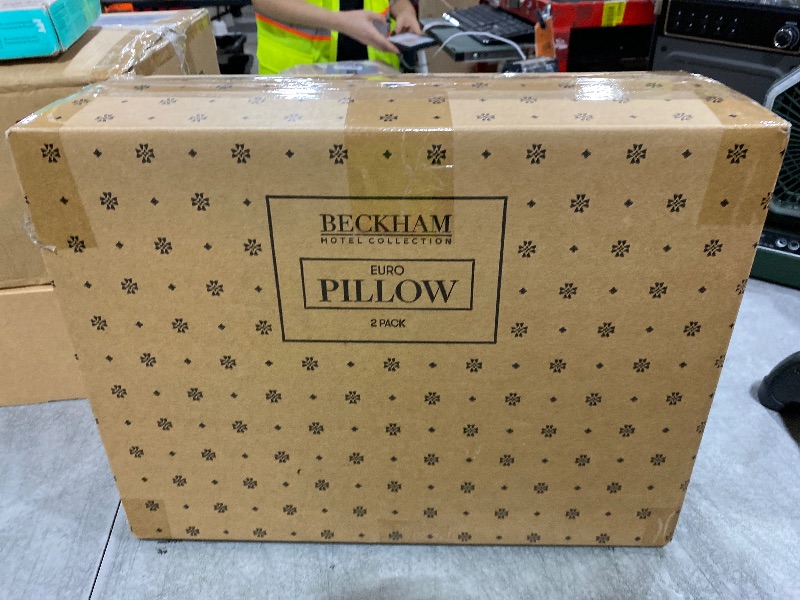 BECKHAM
HOTEL COLLECTION
EURO
PILLOW
2 PACK